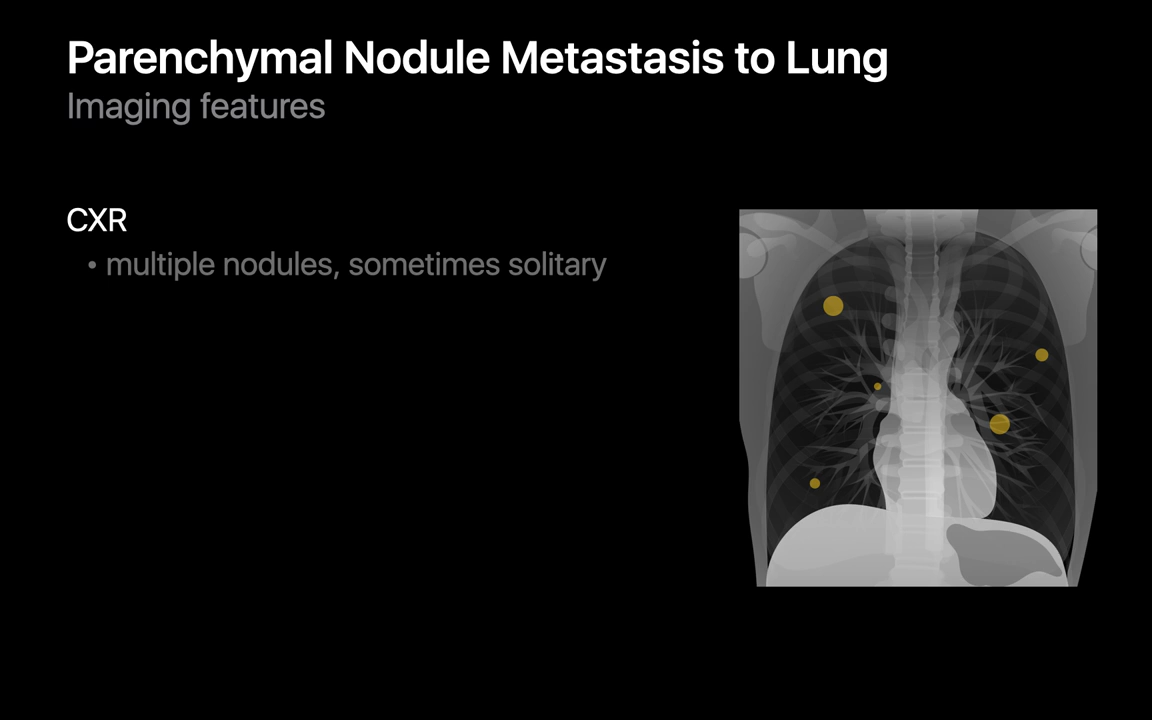 Parenchymal Nodule Metastasis to Lung
Imaging features
CXR
• multiple nodules, sometimes solitary